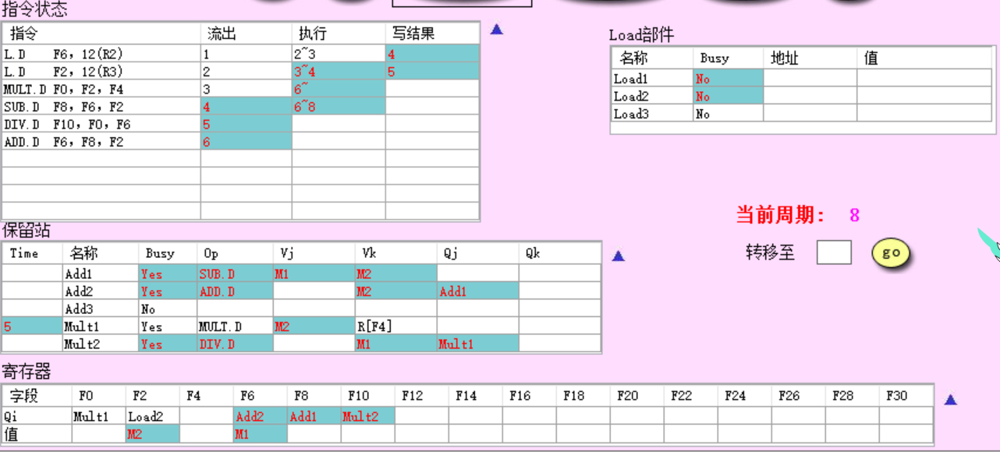 指令状态
指令 流出 执行 写结果
L.D F6, 12(R2) 1 2~3 4
L.D F2, 12(R3) 2 3~4 5
MULT.D F0, F2, F4 3 6~
SUB.D F8, F6, F2 4 6~8
DIV.D F10, F0, F6 5
ADD.D F6, F8, F2 6
Load部件
名称 Busy 地址 值
Load1 No
Load2 No
Load3 No
当前周期: 8
转移至 go
保留站
Time 名称 Busy Op Vj Vk Qj Qk
Add1 Yes SUB.D M1 M2
Add2 Yes ADD.D M2 Add1
Add3 No
5 Mult1 Yes MULT.D M2 R[F4]
Mult2 Yes DIV.D M1 Mult1
寄存器
字段 F0 F2 F4 F6 F8 F10 F12 F14 F16 F18 F20 F22 F24 F26 F28 F30
Qi Mult1 Load2 Add2 Add1 Mult2
值 M2 M1